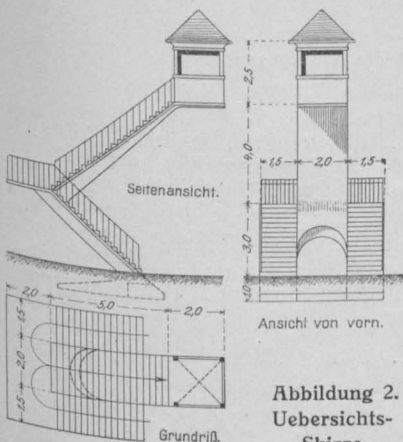 2,5
4,0
1,5 2,0 1,5
Seitenansicht.
3,0
1,0
2,0 5,0 2,0
Ansicht von vorn.
1,5
2,0
1,5
Grundriß.
Abbildung 2.
Uebersichts-
Skizze